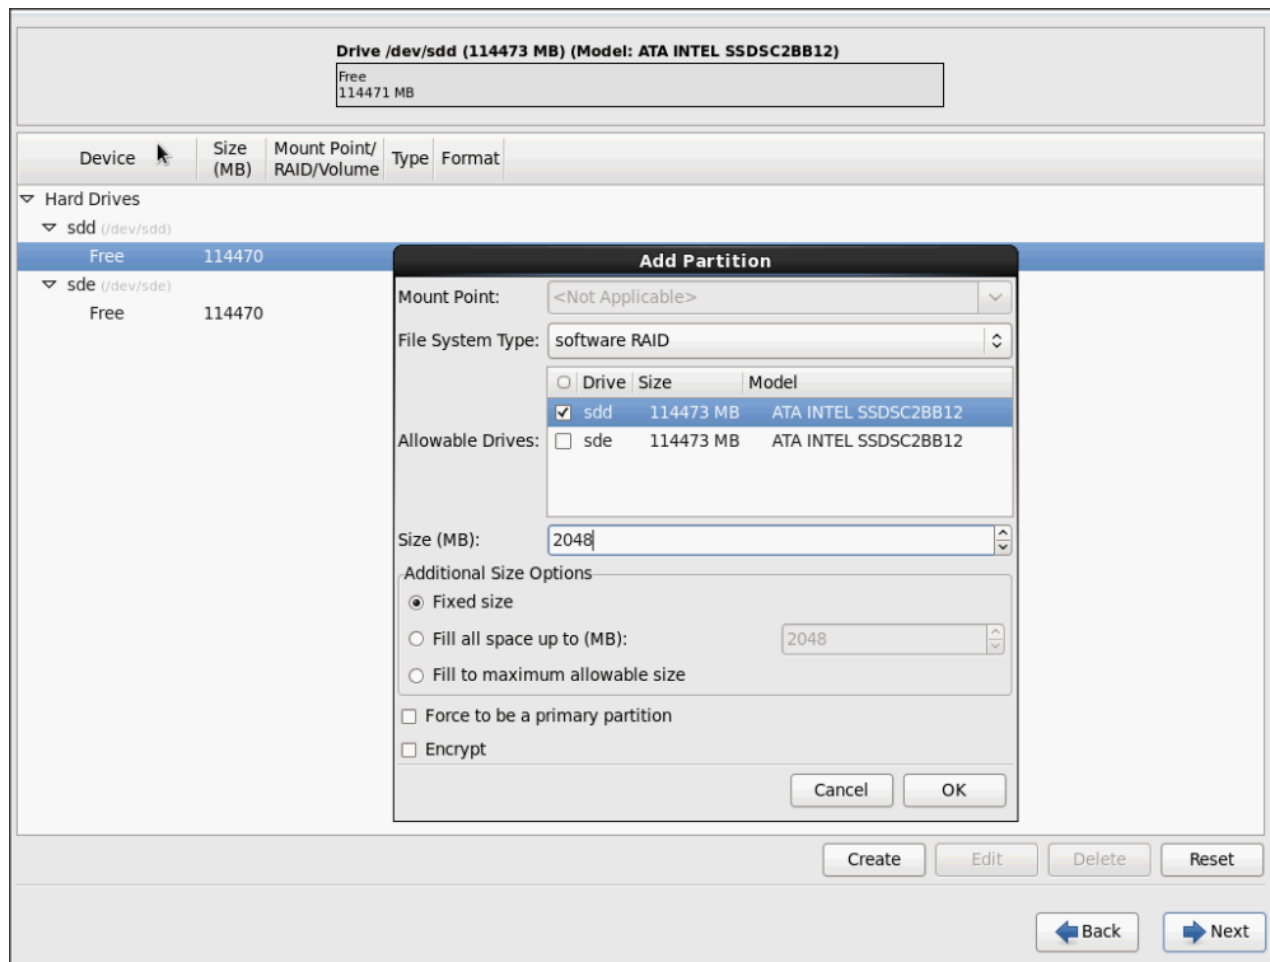 Drive /dev/sdd (114473 MB) (Model: ATA INTEL SSDSC2BB12)
Free
114471 MB
Device Size (MB) Mount Point/ RAID/Volume Type Format
Hard Drives
sdd (/dev/sdd)
Free 114470
sde (/dev/sde)
Free 114470
Add Partition
Mount Point: <Not Applicable>
File System Type: software RAID
Allowable Drives:
Drive Size Model
sdd 114473 MB ATA INTEL SSDSC2BB12
sde 114473 MB ATA INTEL SSDSC2BB12
Size (MB): 2048
Additional Size Options
Fixed size
Fill all space up to (MB): 2048
Fill to maximum allowable size
Force to be a primary partition
Encrypt
Cancel OK
Create Edit Delete Reset
Back Next